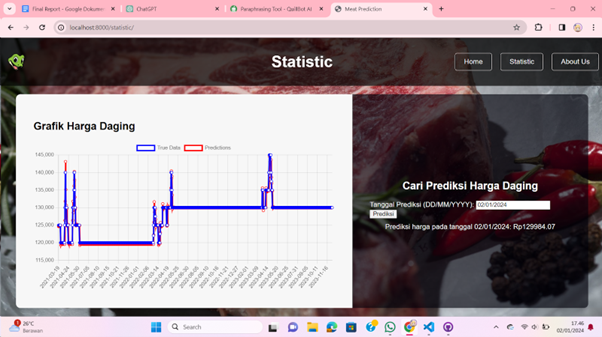 Final Report - Google Dokumen
ChatGPT
Paraphrasing Tool - QuillBot AI
Meat Prediction
localhost:8000/statistic/
Statistic
Home
Statistic
About Us
Grafik Harga Daging
True Data
Predictions
145,000
140,000
135,000
130,000
125,000
120,000
115,000
Cari Prediksi Harga Daging
Tanggal Prediksi (DD/MM/YYYY): 02/01/2024
Prediksi
Prediksi harga pada tanggal 02/01/2024: Rp129984.07
26°C
Berawan
Search
17.46
02/01/2024